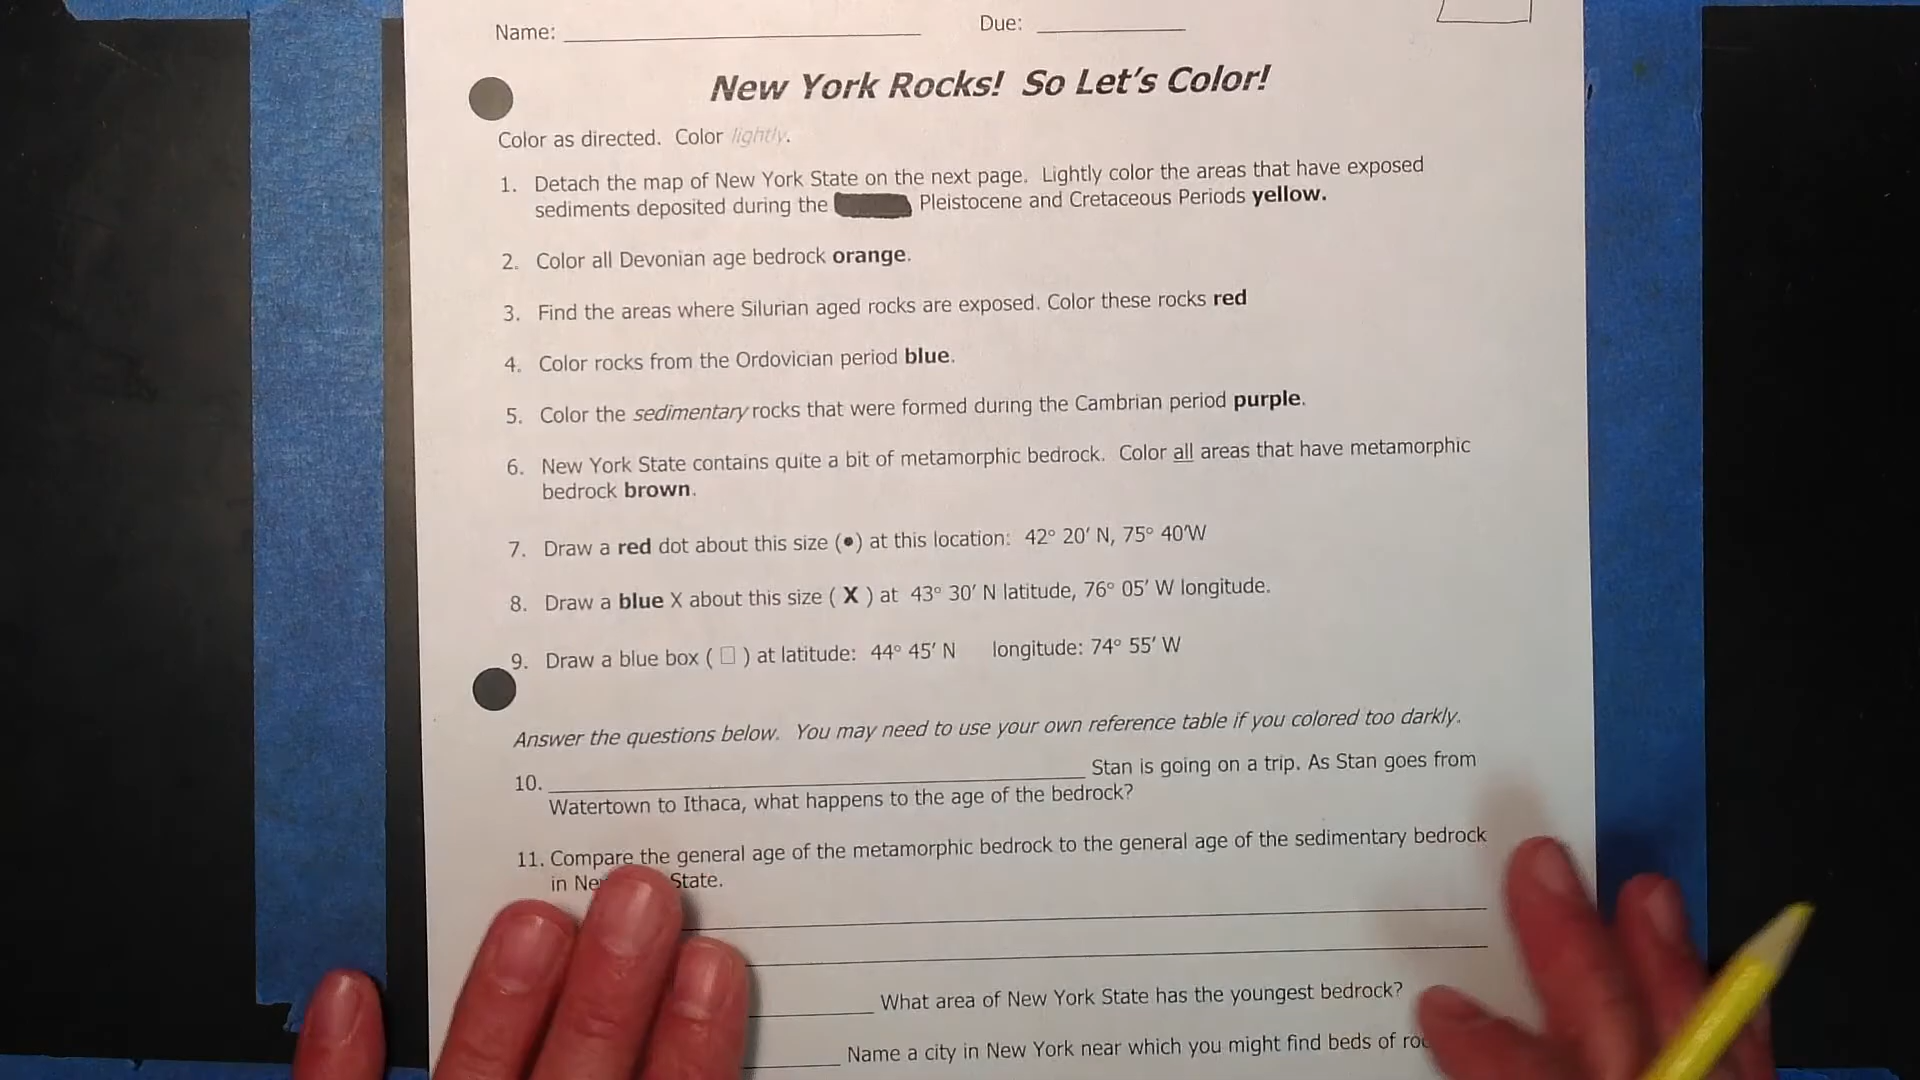 Name: Due:
New York Rocks! So Let's Color!
Color as directed. Color lightly.
1. Detach the map of New York State on the next page. Lightly color the areas that have exposed
sediments deposited during the Pleistocene and Cretaceous Periods yellow.
2. Color all Devonian age bedrock orange.
3. Find the areas where Silurian aged rocks are exposed. Color these rocks red
4. Color rocks from the Ordovician period blue.
5. Color the sedimentary rocks that were formed during the Cambrian period purple.
6. New York State contains quite a bit of metamorphic bedrock. Color all areas that have metamorphic
bedrock brown.
7. Draw a red dot about this size (•) at this location: 42° 20' N, 75° 40'W
8. Draw a blue X about this size ( X ) at 43° 30' N latitude, 76° 05' W longitude.
9. Draw a blue box ( □ ) at latitude: 44° 45' N longitude: 74° 55' W
Answer the questions below. You may need to use your own reference table if you colored too darkly.
10. Stan is going on a trip. As Stan goes from
Watertown to Ithaca, what happens to the age of the bedrock?
11. Compare the general age of the metamorphic bedrock to the general age of the sedimentary bedrock
in State.
What area of New York State has the youngest bedrock?
Name a city in New York near which you might find beds of